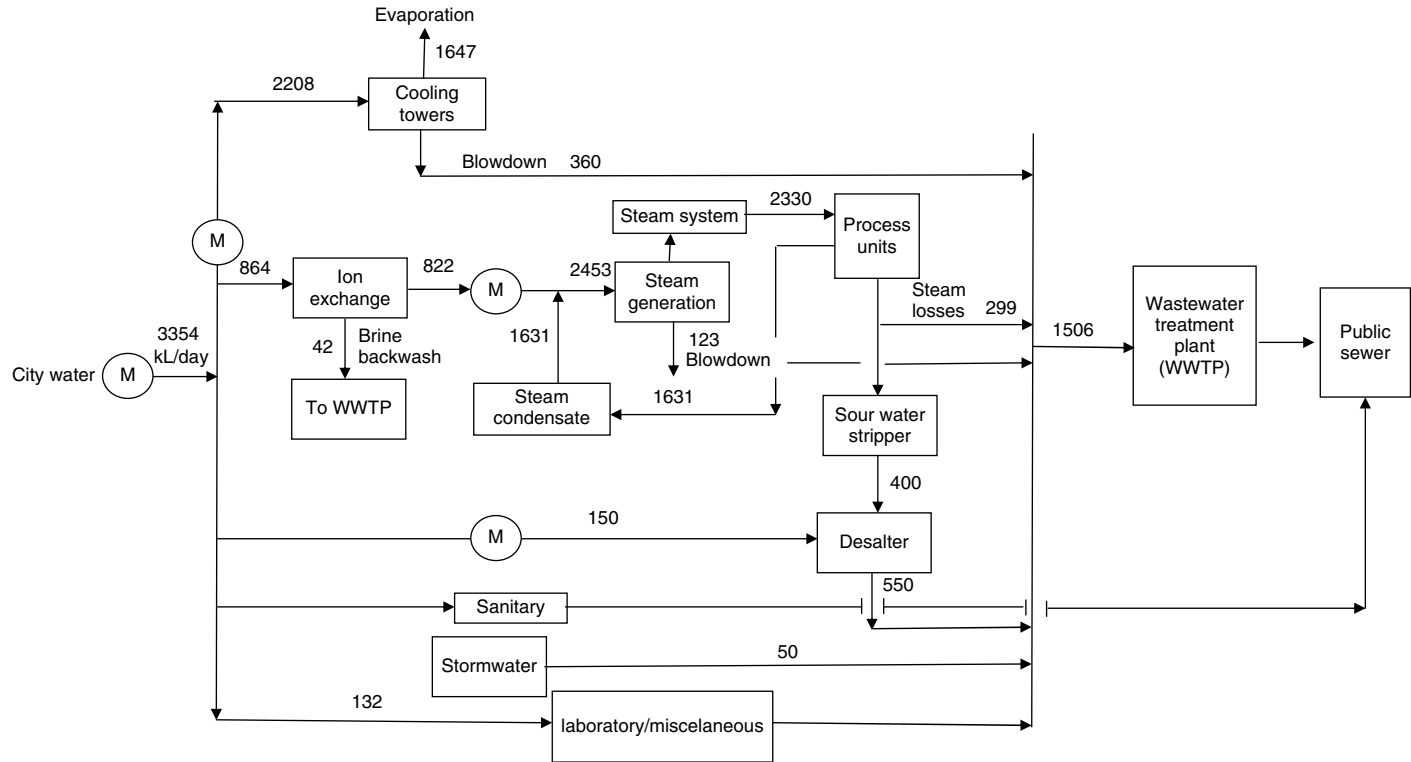 Evaporation
1647
2208
Cooling
towers
Blowdown 360
M
Steam system
2330
Process
units
864
Ion
exchange
822
M
2453
Steam
generation
Steam
losses
299
1506
Wastewater
treatment
plant
(WWTP)
Public
sewer
3354
kL/day
City water
M
42
Brine
backwash
To WWTP
1631
123
Blowdown
Steam
condensate
1631
Sour water
stripper
400
M
150
Desalter
550
Sanitary
Stormwater
50
132
laboratory/miscelaneous